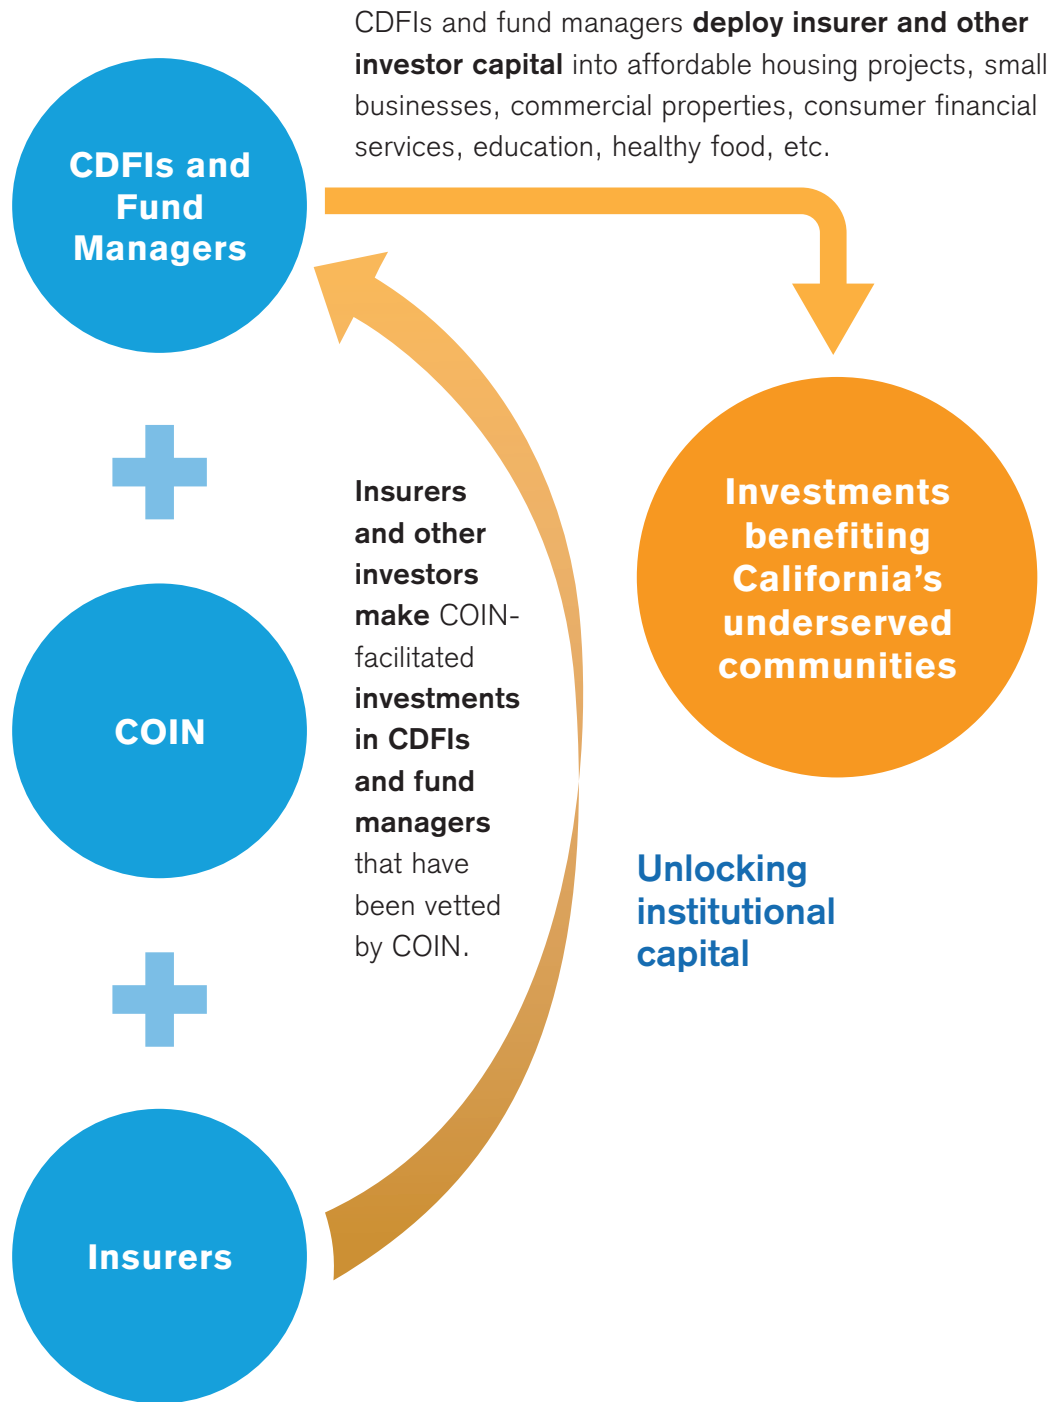 CDFIs and fund managers deploy insurer and other
investor capital into affordable housing projects, small
businesses, commercial properties, consumer financial
services, education, healthy food, etc.
CDFIs and
Fund
Managers
Insurers
and other
investors
make COIN-
facilitated
investments
in CDFIs
and fund
managers
that have
been vetted
by COIN.
Investments
benefiting
California’s
underserved
communities
COIN
Unlocking
institutional
capital
Insurers